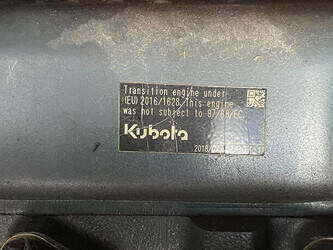 Transition engine under
(EU) 2016/1628. This engine
was not subject to 97/68/EC.
Kubota